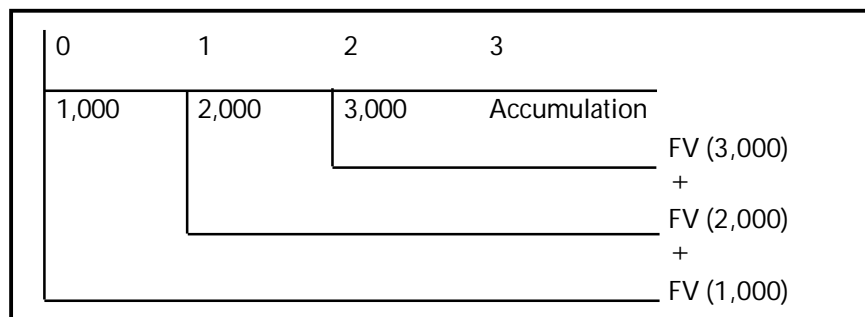 0 1 2 3
1,000 2,000 3,000 Accumulation
FV (3,000)
+
FV (2,000)
+
FV (1,000)